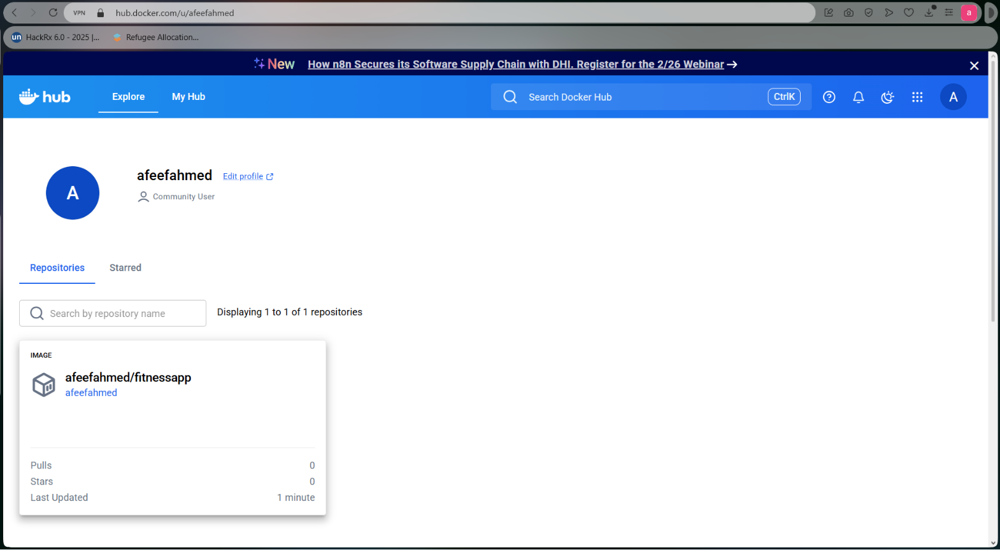 VPN hub.docker.com/u/afeefahmed a
un HackRx 6.0 - 2025 |... Refugee Allocation...
New How n8n Secures its Software Supply Chain with DHI. Register for the 2/26 Webinar →
hub Explore My Hub Search Docker Hub CtrlK A
A
afeefahmed Edit profile
Community User
Repositories Starred
Search by repository name Displaying 1 to 1 of 1 repositories
IMAGE
afeefahmed/fitnessapp
afeefahmed
Pulls 0
Stars 0
Last Updated 1 minute